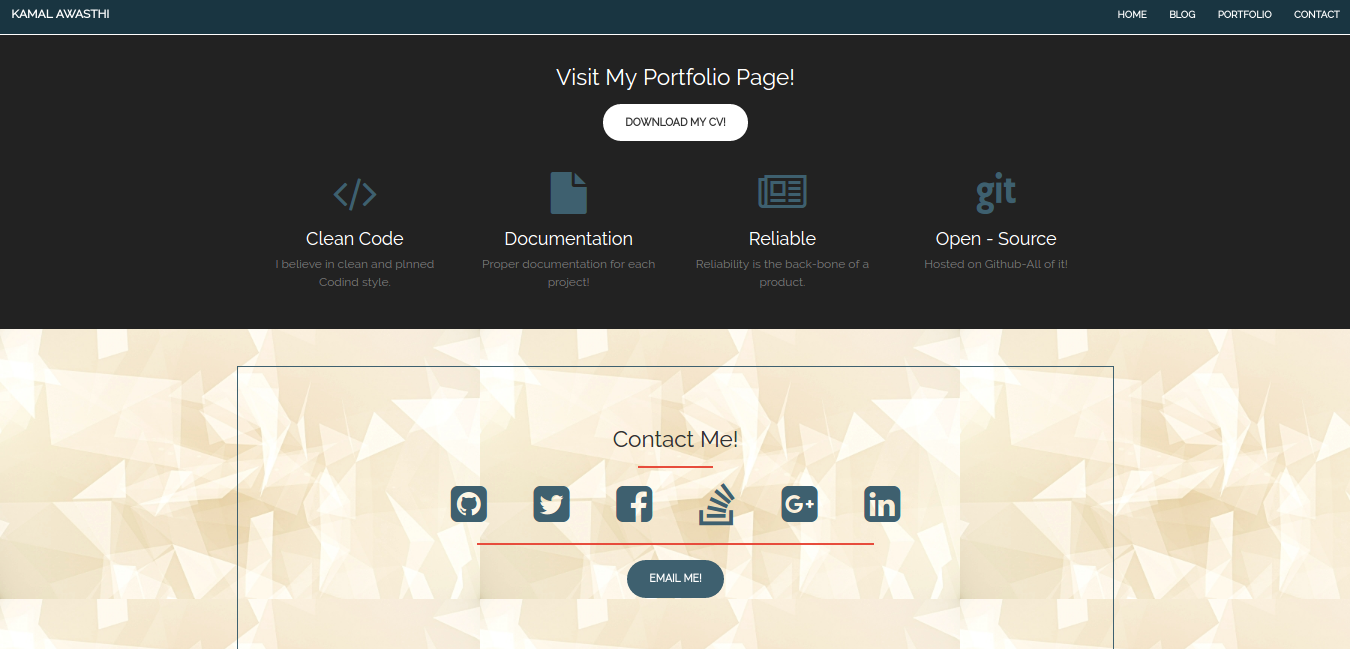 KAMAL AWASTHI
HOME BLOG PORTFOLIO CONTACT
Visit My Portfolio Page!
DOWNLOAD MY CV!
git
Clean Code
I believe in clean and plnned
Codind style.
Documentation
Proper documentation for each
project!
Reliable
Reliability is the back-bone of a
product.
Open - Source
Hosted on Github-All of it!
Contact Me!
f
G+
in
EMAIL ME!